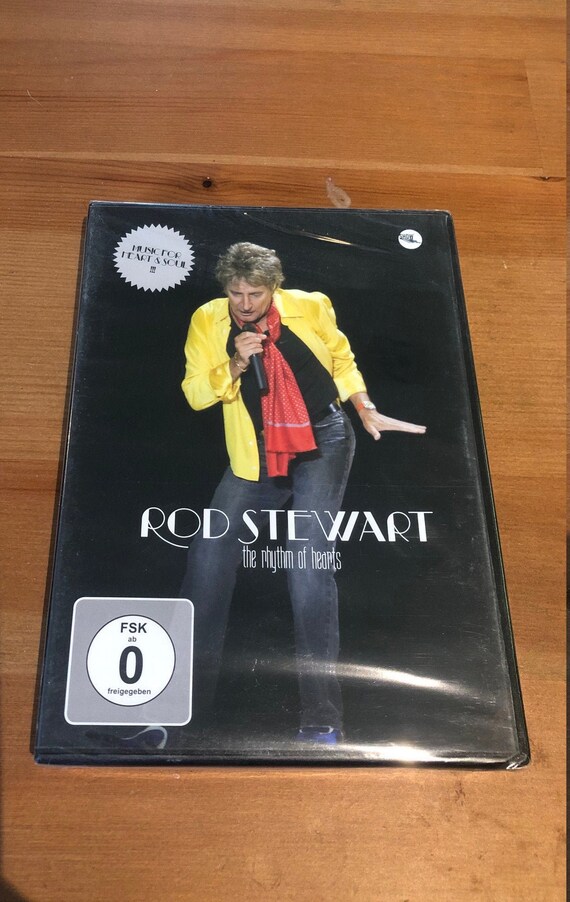 MUSIC FOR
HEART & SOUL
!!!
ROD STEWART
the rhythm of hearts
FSK
ab
0
freigegeben